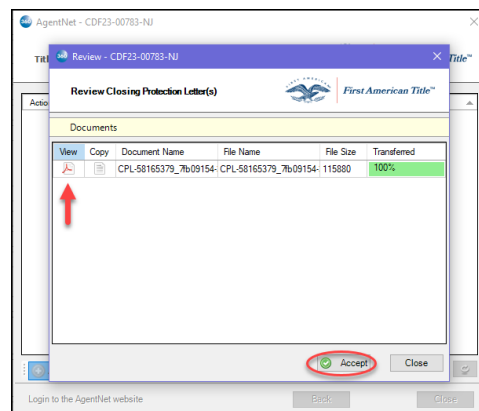 AgentNet - CDF23-00783-NJ
Review - CDF23-00783-NJ
Titl
Title™
Review Closing Protection Letter(s)
FIRST AMERICAN
First American Title™
Actio
Documents
View Copy Document Name File Name File Size Transferred
CPL-58165379_7fb09154- CPL-58165379_7fb09154- 115880 100%
Accept Close
Login to the AgentNet website Back Close